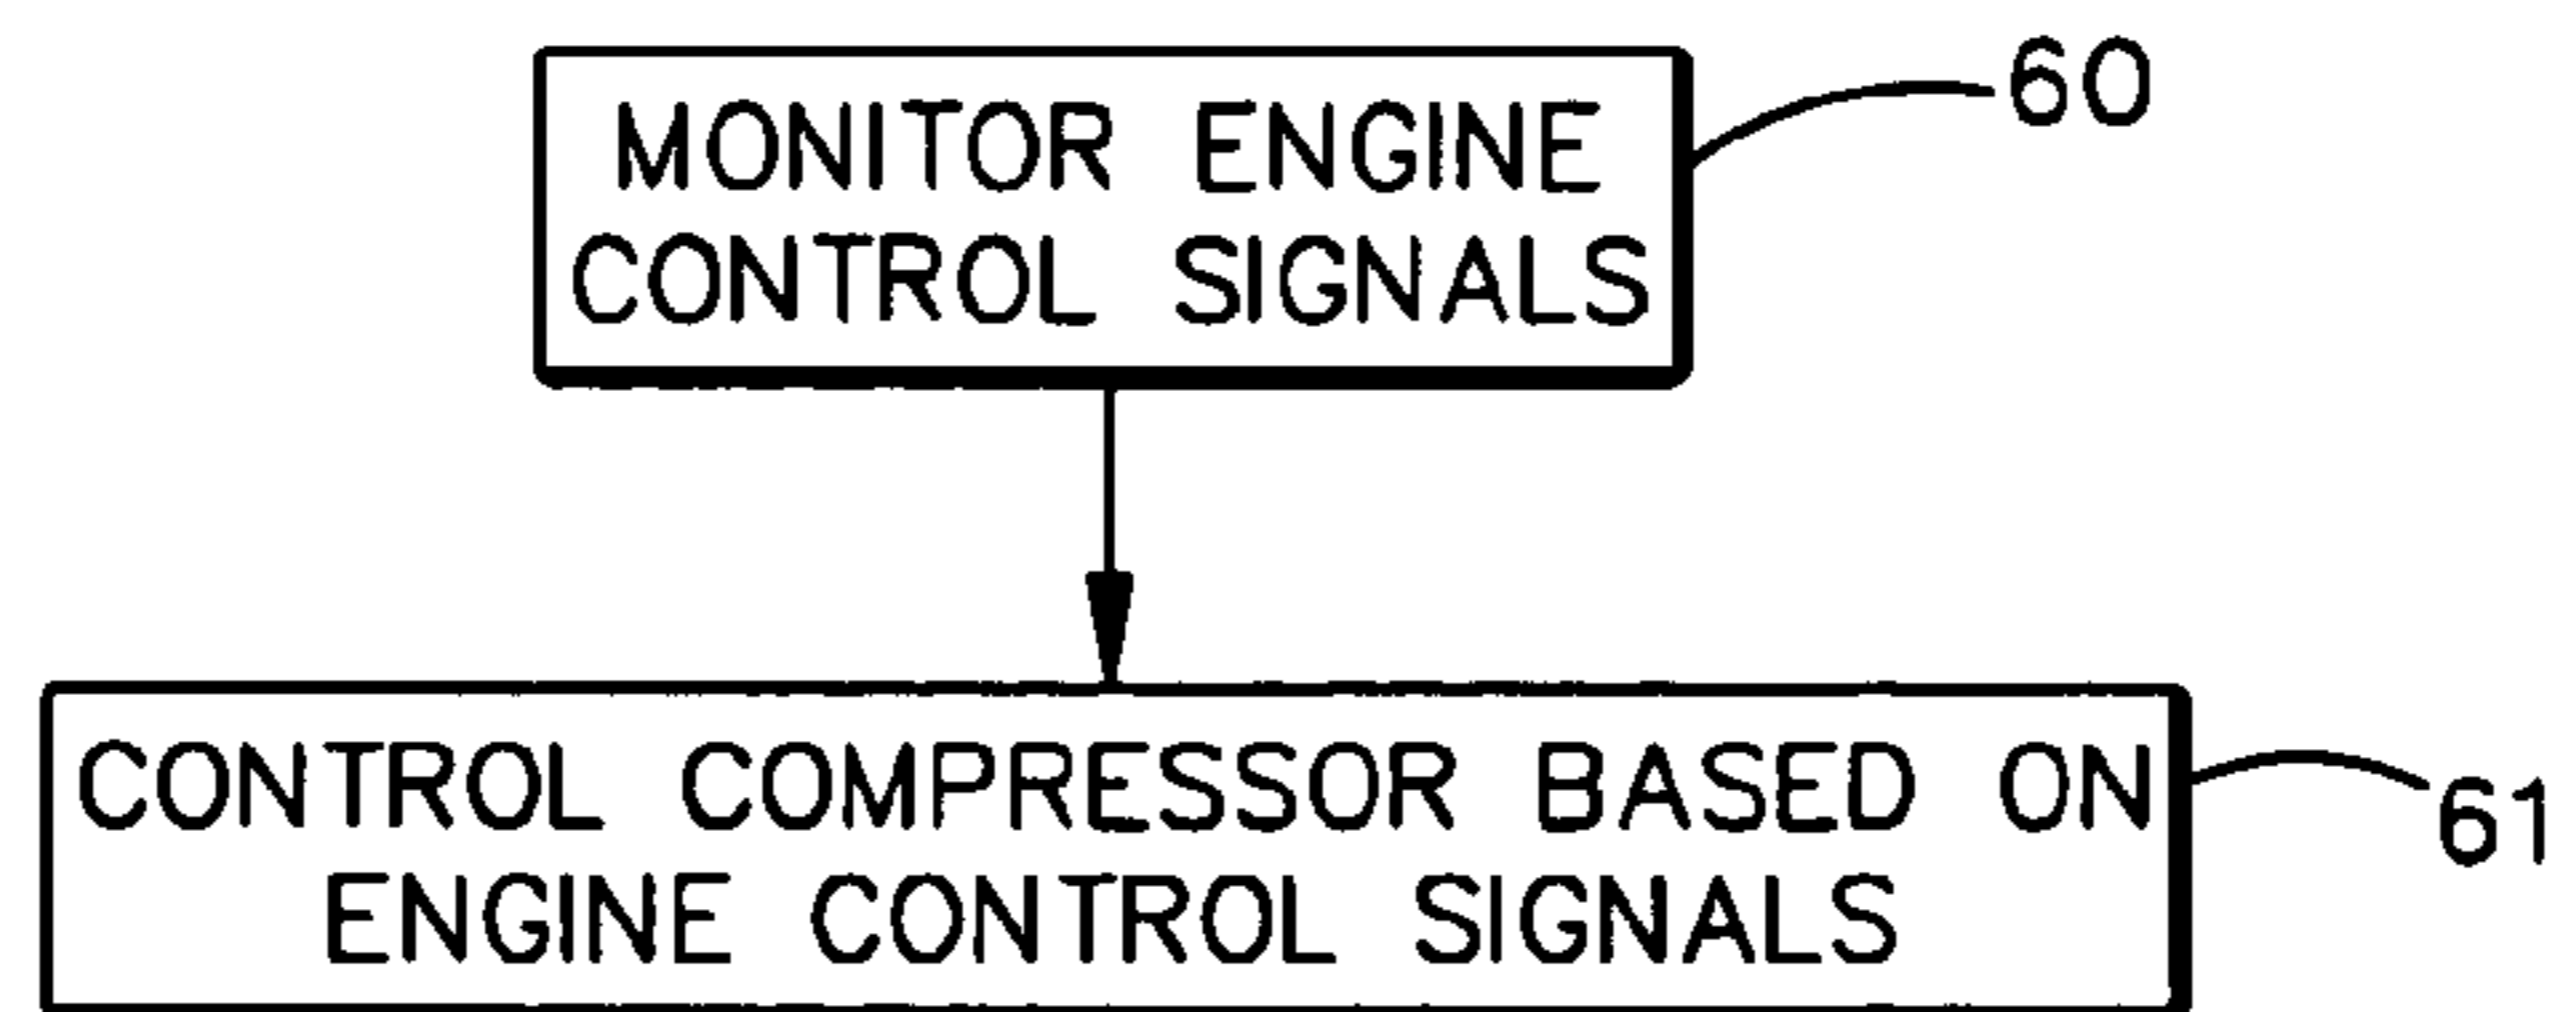 MONITOR ENGINE
CONTROL SIGNALS
60
CONTROL COMPRESSOR BASED ON
ENGINE CONTROL SIGNALS
61